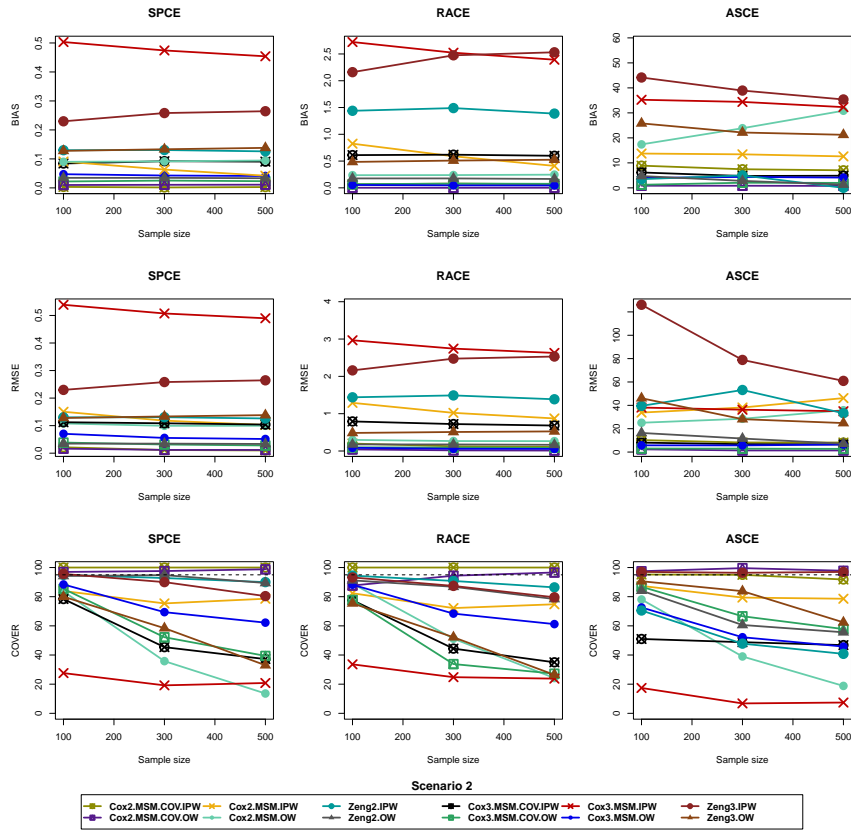 SPCE RACE ASCE
BIAS 0.0 0.1 0.2 0.3 0.4 0.5
100 200 300 400 500
Sample size
BIAS 0.0 0.5 1.0 1.5 2.0 2.5
100 200 300 400 500
Sample size
BIAS 0 10 20 30 40 50 60
100 200 300 400 500
Sample size
SPCE RACE ASCE
RMSE 0.0 0.1 0.2 0.3 0.4 0.5
100 200 300 400 500
Sample size
RMSE 0 1 2 3 4
100 200 300 400 500
Sample size
RMSE 0 20 40 60 80 100
100 200 300 400 500
Sample size
SPCE RACE ASCE
COVER 0 20 40 60 80 100
100 200 300 400 500
Sample size
COVER 0 20 40 60 80 100
100 200 300 400 500
Sample size
COVER 0 20 40 60 80 100
100 200 300 400 500
Sample size
Scenario 2
Cox2.MSM.COV.IPW Cox2.MSM.IPW Zeng2.IPW Cox3.MSM.COV.IPW Cox3.MSM.IPW Zeng3.IPW
Cox2.MSM.COV.OW Cox2.MSM.OW Zeng2.OW Cox3.MSM.COV.OW Cox3.MSM.OW Zeng3.OW